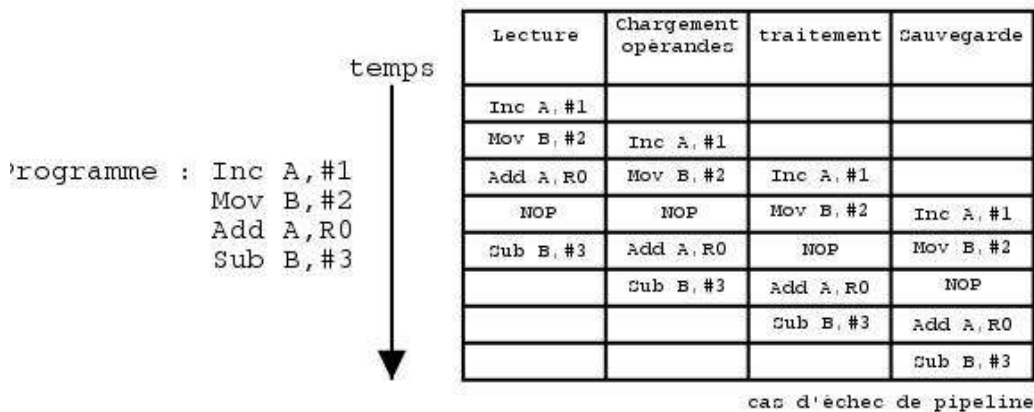 temps
Programme : Inc A,#1
Mov B,#2
Add A,R0
Sub B,#3
Lecture Chargement opérandes traitement Sauvegarde
Inc A,#1
Mov B,#2 Inc A,#1
Add A,R0 Mov B,#2 Inc A,#1
NOP NOP Mov B,#2 Inc A,#1
Sub B,#3 Add A,R0 NOP Mov B,#2
Sub B,#3 Add A,R0 NOP
Sub B,#3 Add A,R0
Sub B,#3
cas d'échec de pipeline